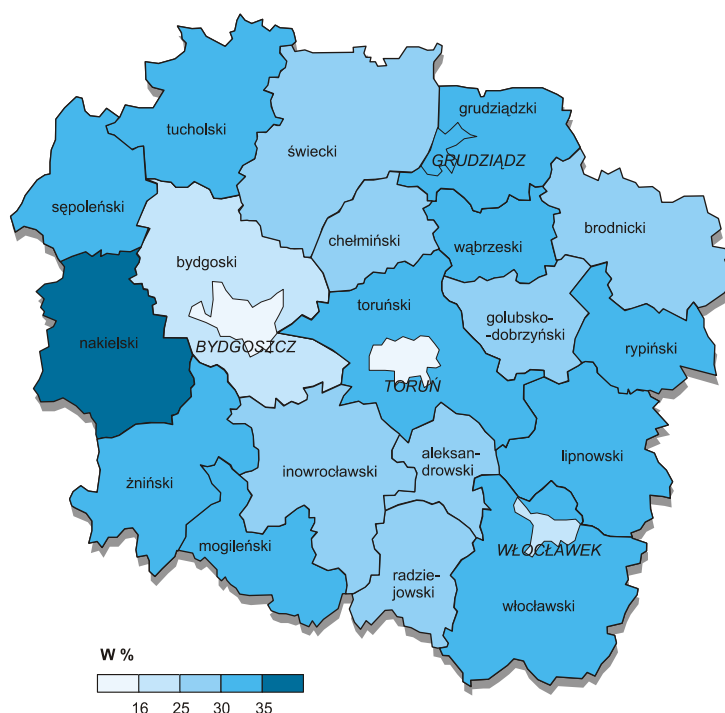 grudziądzki
tucholski
świecki
GRUDZIĄDZ
sępoleński
brodnicki
chełmiński
wąbrzeski
bydgoski
toruński
golubsko-
-dobrzyński
nakielski
BYDGOSZCZ
rypiński
TORUŃ
aleksan-
drowski
lipnowski
inowrocławski
żniński
mogileński
WŁOCŁAWEK
radzie-
jowski
włocławski
W %
16 25 30 35